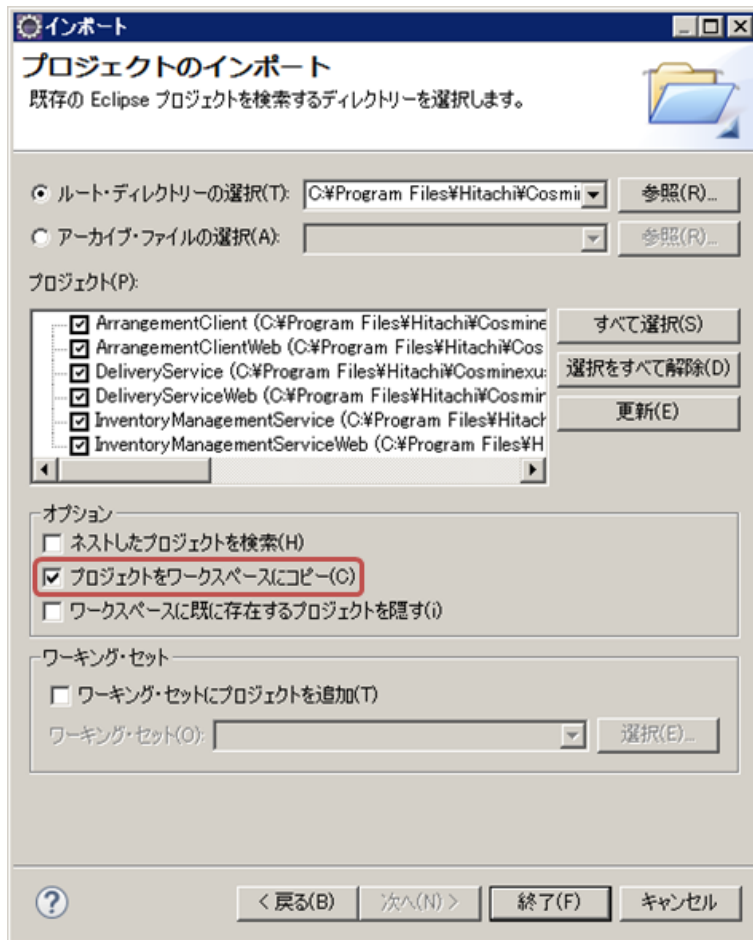 インポート
プロジェクトのインポート
既存の Eclipse プロジェクトを検索するディレクトリーを選択します。
ルート・ディレクトリーの選択(T): C:¥Program Files¥Hitachi¥Cosmi 参照(R)...
アーカイブ・ファイルの選択(A): 参照(R)...
プロジェクト(P):
ArrangementClient (C:¥Program Files¥Hitachi¥Cosmine すべて選択(S)
ArrangementClientWeb (C:¥Program Files¥Hitachi¥Cos
DeliveryService (C:¥Program Files¥Hitachi¥Cosminexu 選択をすべて解除(D)
DeliveryServiceWeb (C:¥Program Files¥Hitachi¥Cosmin
InventoryManagementService (C:¥Program Files¥Hitach 更新(E)
InventoryManagementServiceWeb (C:¥Program Files¥H
オプション
ネストしたプロジェクトを検索(H)
プロジェクトをワークスペースにコピー(C)
ワークスペースに既に存在するプロジェクトを隠す(i)
ワーキング・セット
ワーキング・セットにプロジェクトを追加(T)
ワーキング・セット(O): 選択(E)...
? < 戻る(B) 次へ(N) > 終了(F) キャンセル